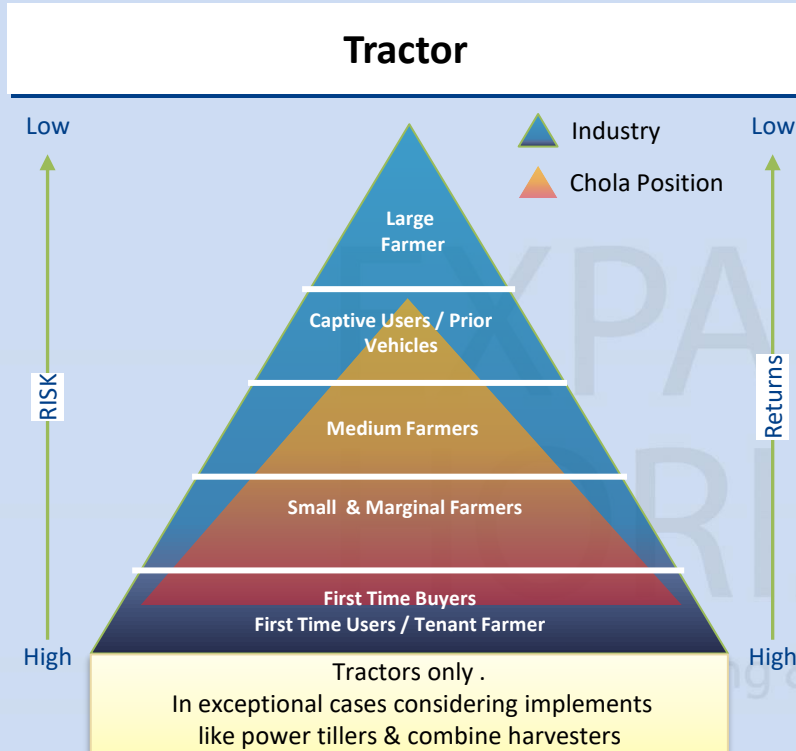 Tractor
Low
Industry
Low
Chola Position
Large
Farmer
Captive Users / Prior
Vehicles
RISK
Returns
Medium Farmers
Small & Marginal Farmers
First Time Buyers
First Time Users / Tenant Farmer
High
High
Tractors only .
In exceptional cases considering implements
like power tillers & combine harvesters